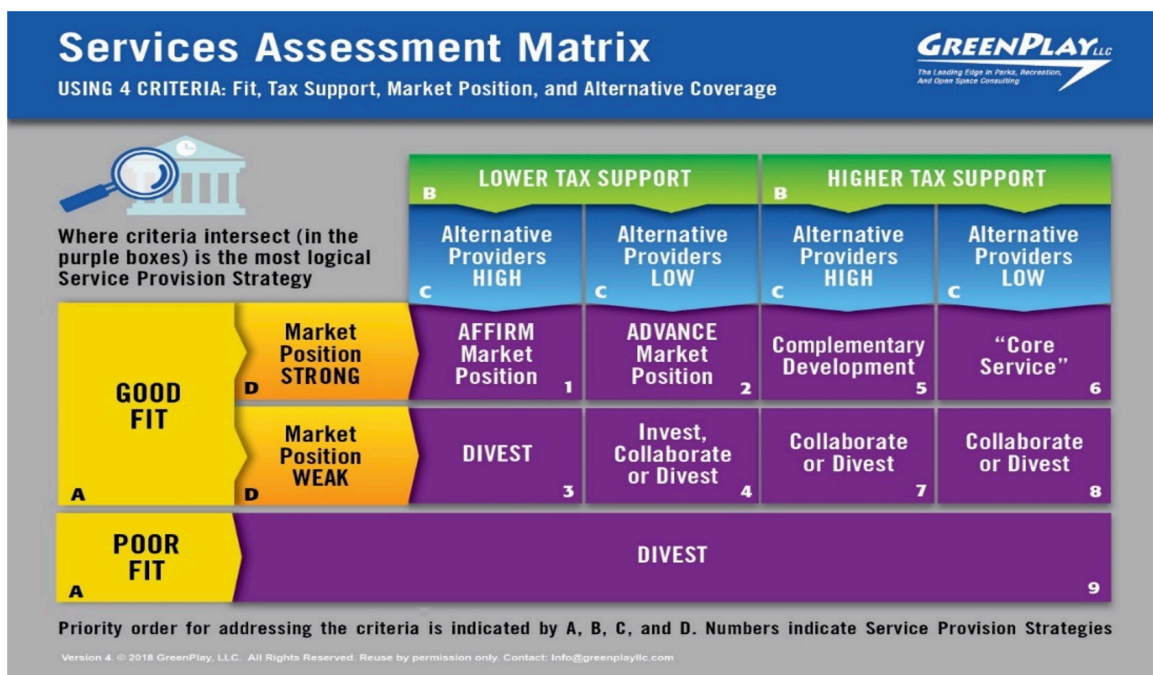 Services Assessment Matrix
USING 4 CRITERIA: Fit, Tax Support, Market Position, and Alternative Coverage
GREENPLAY LLC
The Leading Edge In Parks, Recreation,
And Open Space Consulting
Where criteria intersect (in the
purple boxes) is the most logical
Service Provision Strategy
B
LOWER TAX SUPPORT
B
HIGHER TAX SUPPORT
Alternative
Providers
HIGH
C
Alternative
Providers
LOW
C
Alternative
Providers
HIGH
C
Alternative
Providers
LOW
C
GOOD
FIT
A
Market
Position
STRONG
D
AFFIRM
Market
Position
1
ADVANCE
Market
Position
2
Complementary
Development
5
“Core
Service”
6
Market
Position
WEAK
D
DIVEST
3
Invest,
Collaborate
or Divest
4
Collaborate
or Divest
7
Collaborate
or Divest
8
POOR
FIT
A
DIVEST
9
Priority order for addressing the criteria is indicated by A, B, C, and D. Numbers indicate Service Provision Strategies
Version 4. © 2018 GreenPlay, LLC. All Rights Reserved. Reuse by permission only. Contact: Info@greenplayllc.com